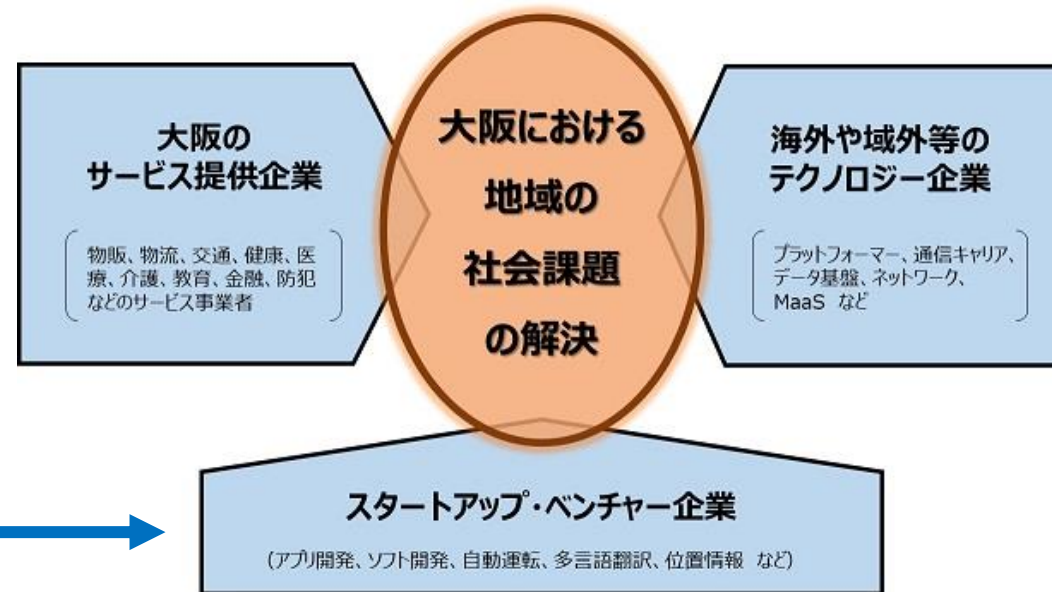 大阪の
サービス提供企業
物販、物流、交通、健康、医
療、介護、教育、金融、防犯
などのサービス事業者
大阪における
地域の
社会課題
の解決
海外や域外等の
テクノロジー企業
プラットフォーマー、通信キャリア、
データ基盤、ネットワーク、
MaaS など
スタートアップ・ベンチャー企業
(アプリ開発、ソフト開発、自動運転、多言語翻訳、位置情報 など)